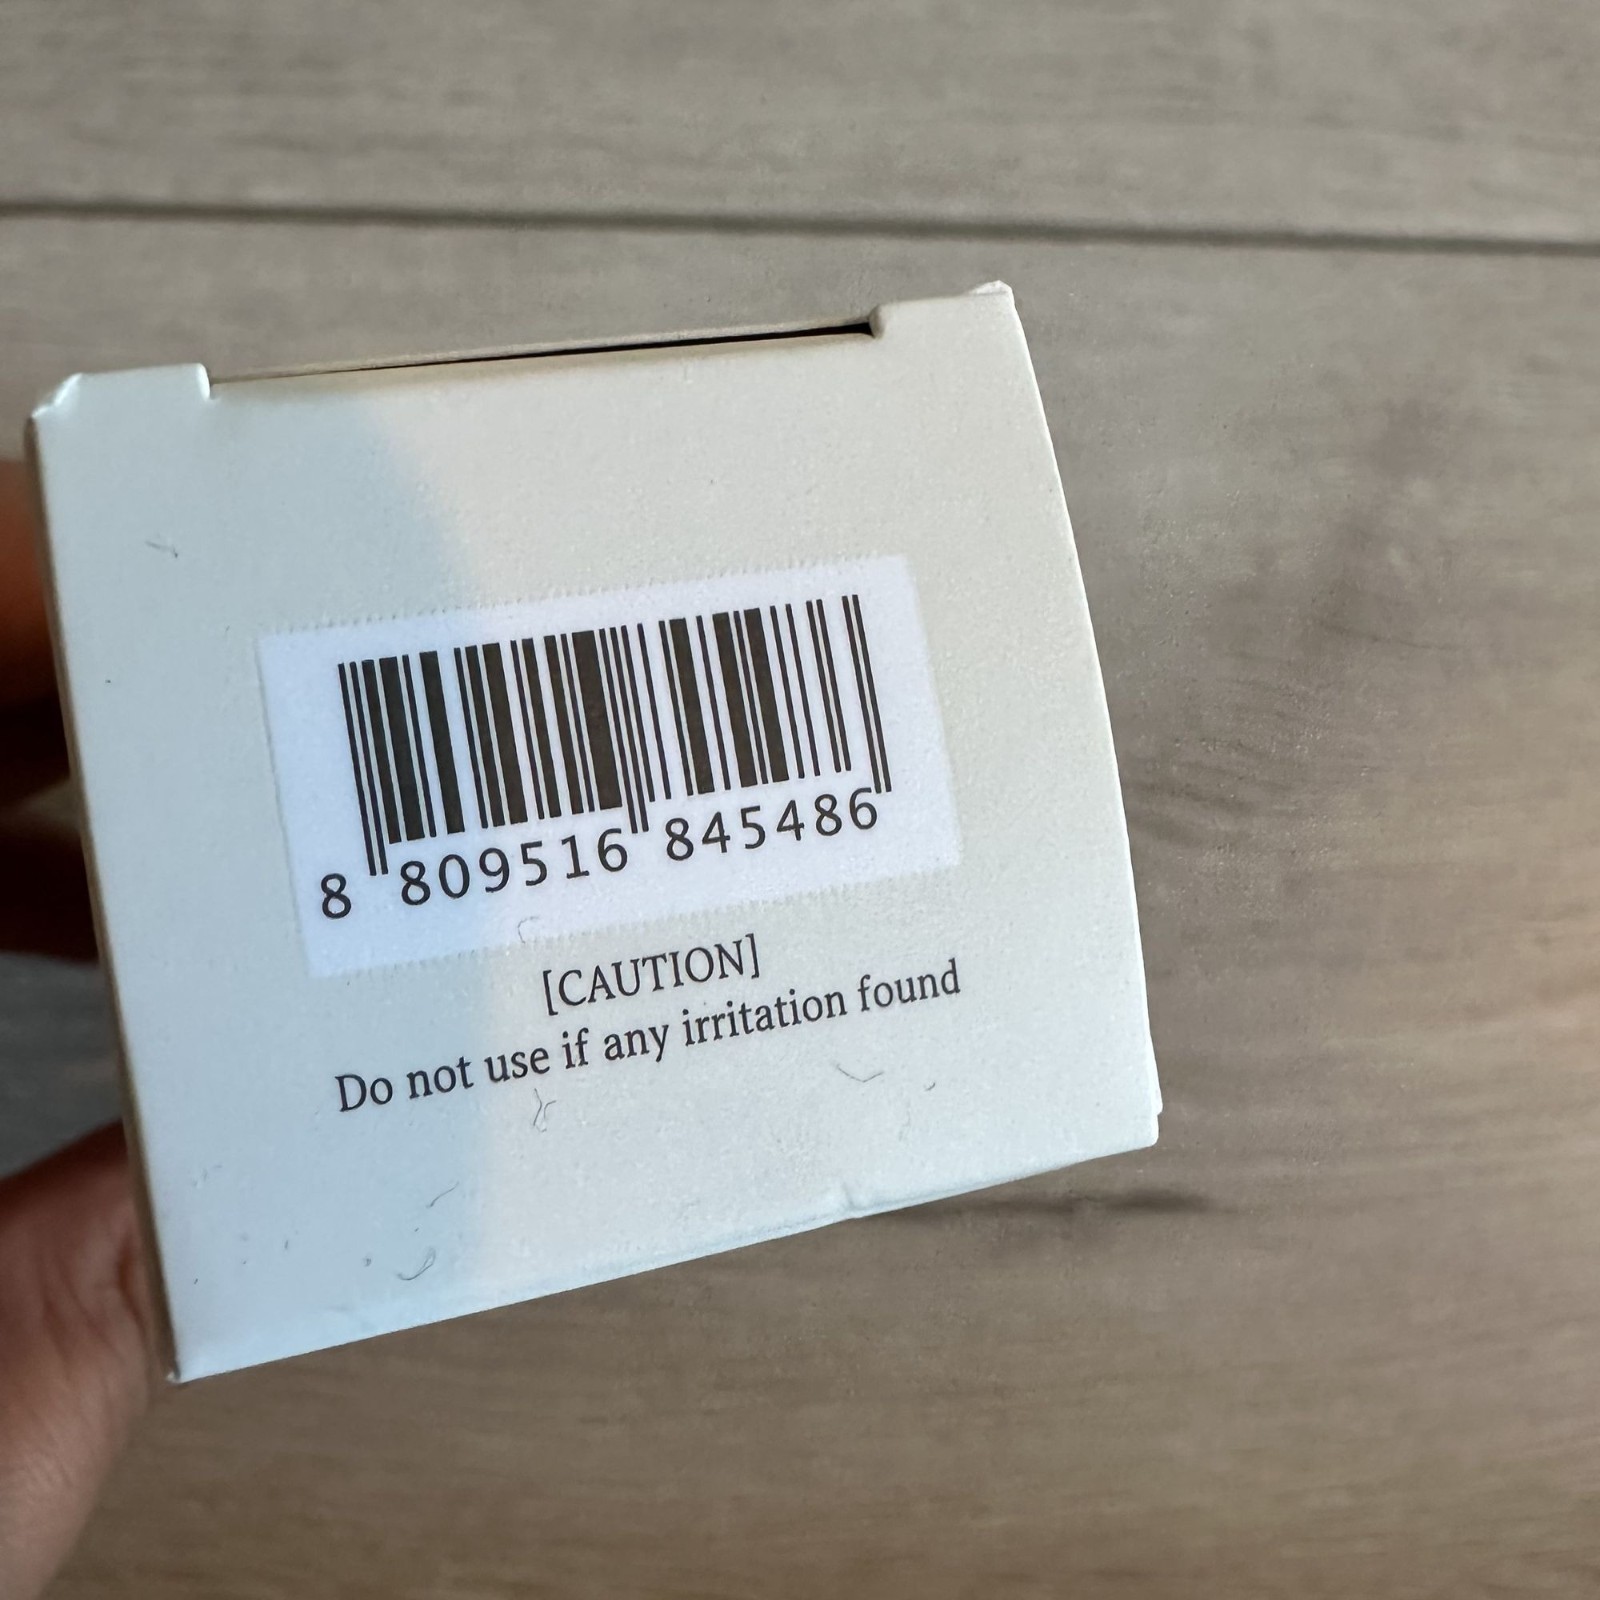 8 809516 845486
[CAUTION]
Do not use if any irritation found